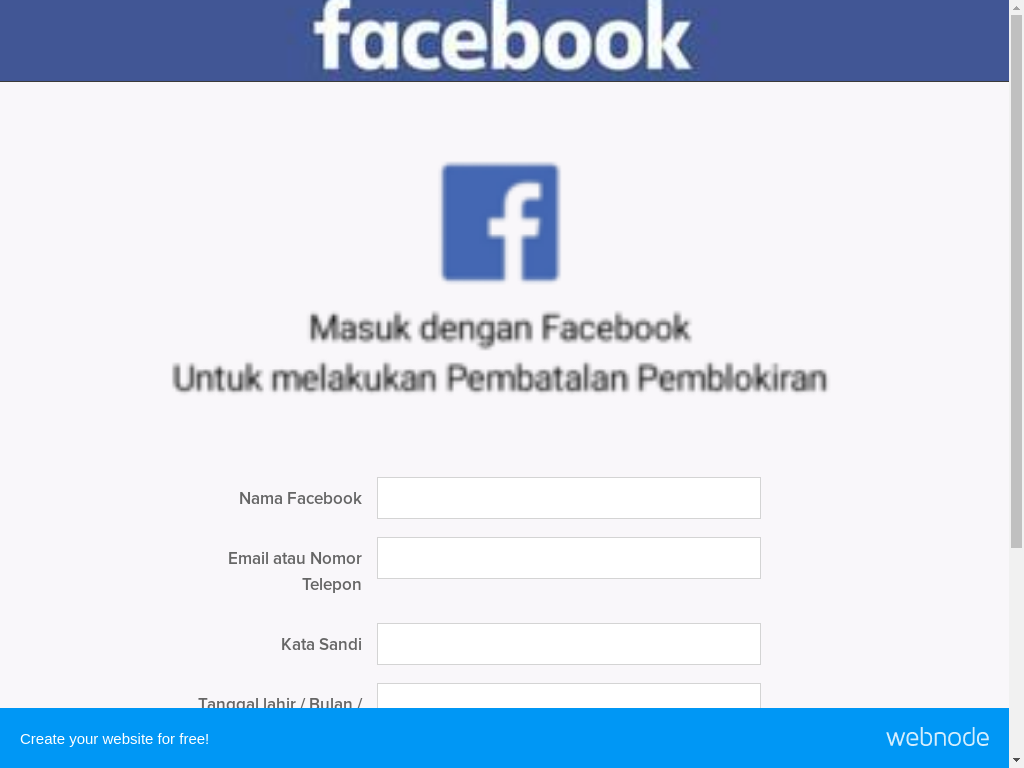 facebook
Masuk dengan Facebook
Untuk melakukan Pembatalan Pemblokiran
Nama Facebook
Email atau Nomor
Telepon
Kata Sandi
Tanggal lahir / Bulan /
Create your website for free!
webnode